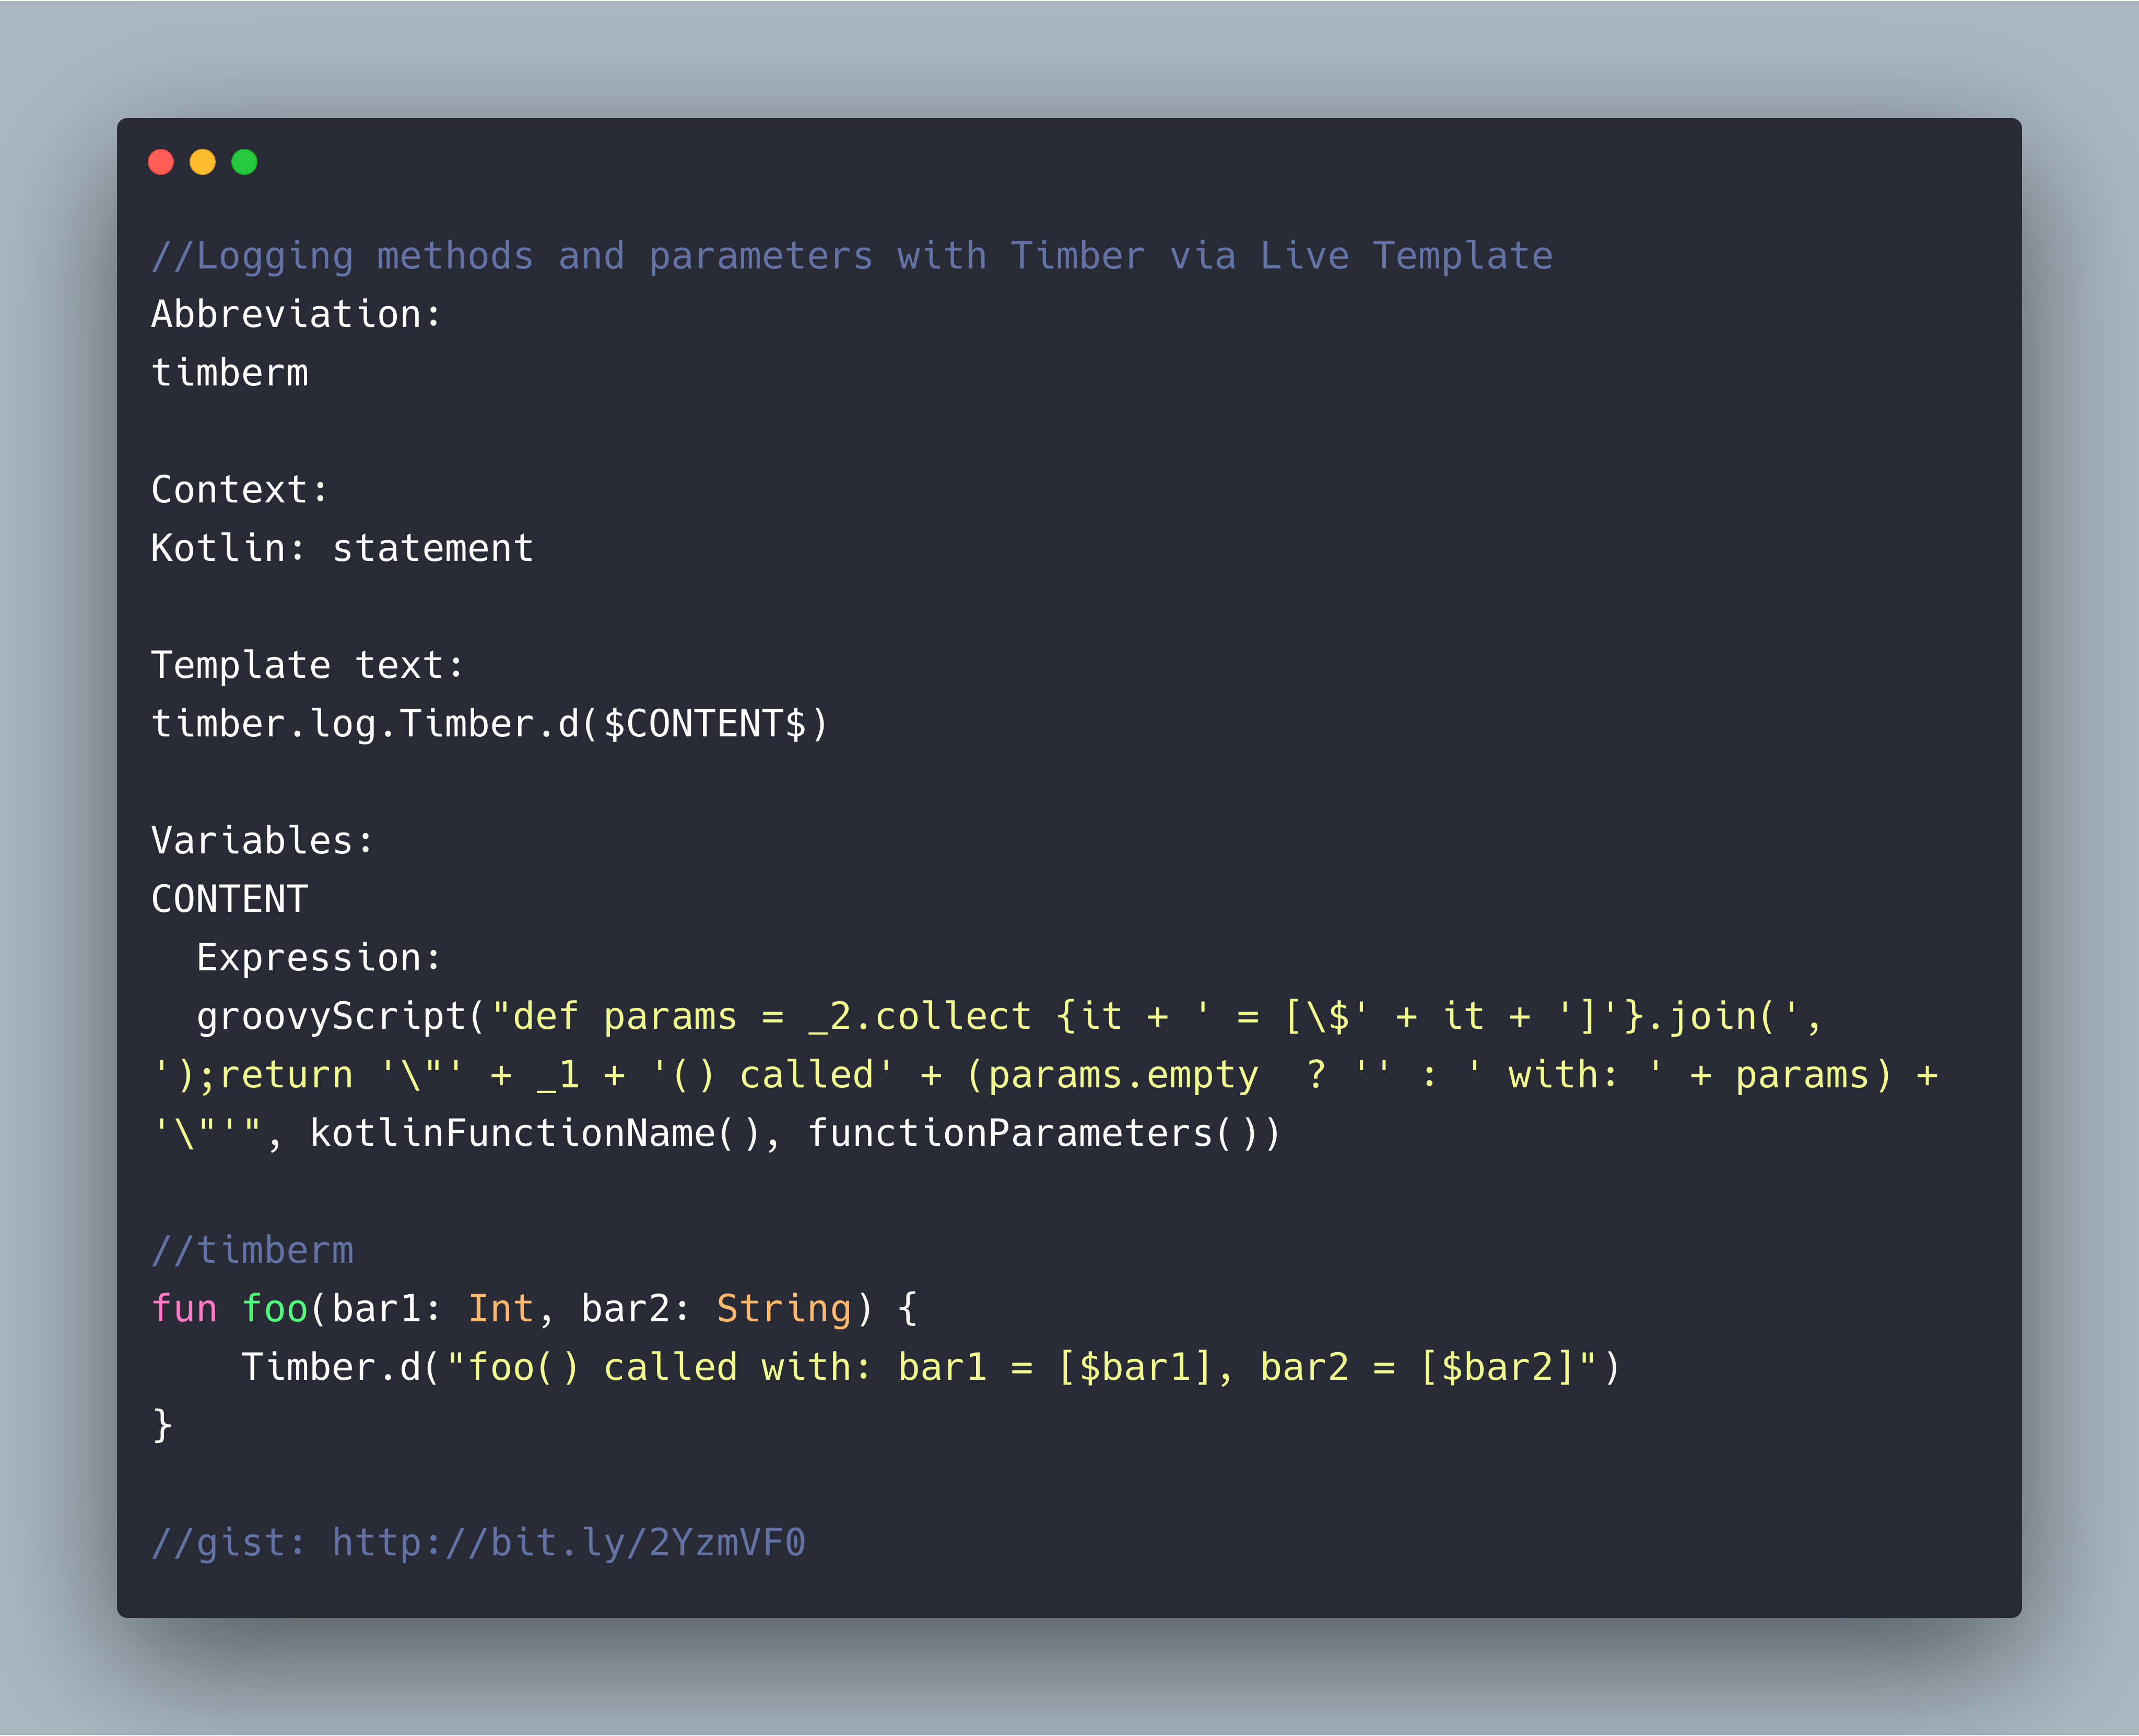 //Logging methods and parameters with Timber via Live Template
Abbreviation:
timberm

Context:
Kotlin: statement

Template text:
timber.log.Timber.d($CONTENT$)

Variables:
CONTENT
  Expression:
  groovyScript("def params = _2.collect {it + ' = [\$' + it + ']'}.join(',
');return '\"' + _1 + '() called' + (params.empty  ? '' : ' with: ' + params) +
'\"'", kotlinFunctionName(), functionParameters())

//timberm
fun foo(bar1: Int, bar2: String) {
    Timber.d("foo() called with: bar1 = [$bar1], bar2 = [$bar2]")
}

//gist: http://bit.ly/2YzmVF0